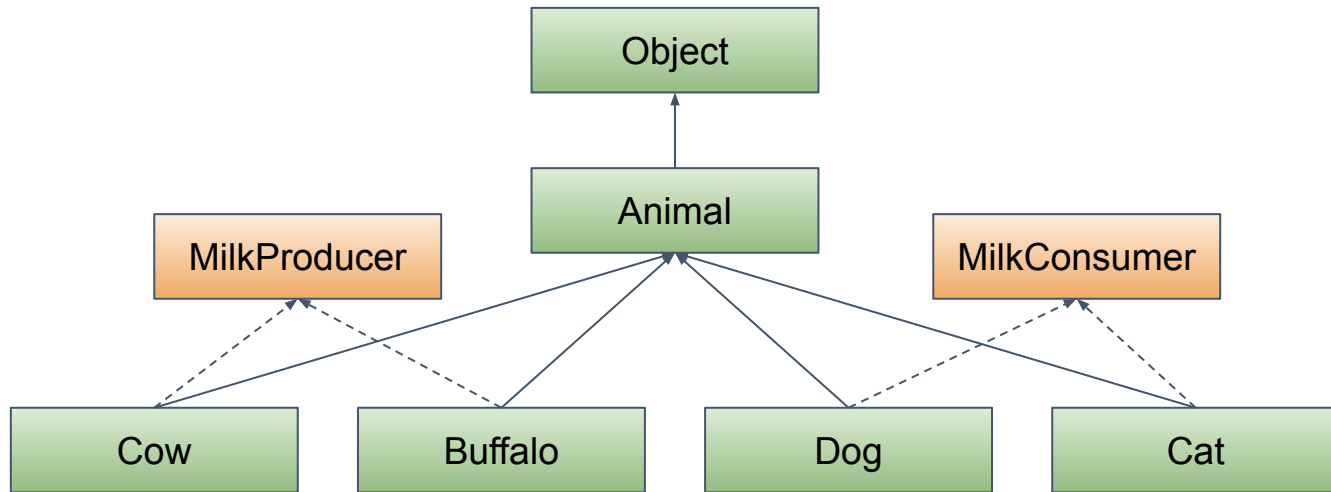 Object
Animal
MilkProducer
MilkConsumer
Cow
Buffalo
Dog
Cat